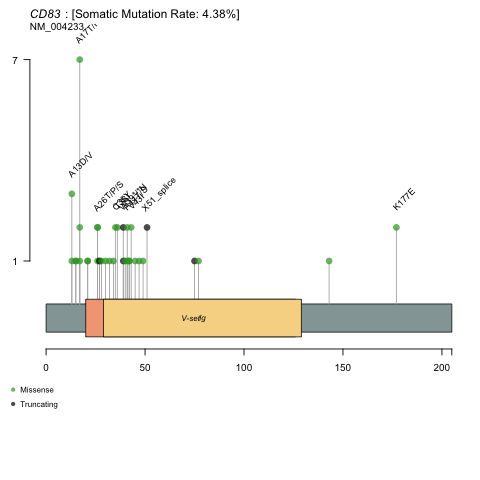 CD83 : [Somatic Mutation Rate: 4.38%]
NM_004233
A17T/
7
A13D/V
A26T/P/S
X51_splice
K177E
1
V-set
0 50 100 150 200
Missense
Truncating